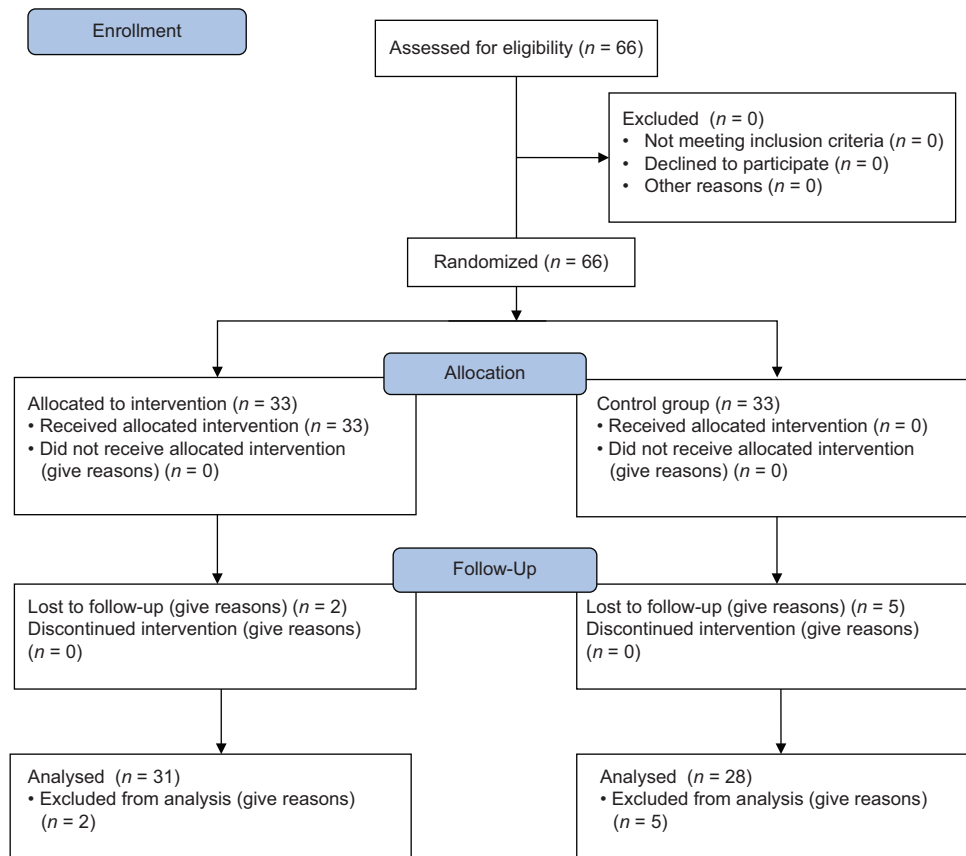 Enrollment
Assessed for eligibility (n = 66)
Excluded (n = 0)
• Not meeting inclusion criteria (n = 0)
• Declined to participate (n = 0)
• Other reasons (n = 0)
Randomized (n = 66)
Allocation
Allocated to intervention (n = 33)
• Received allocated intervention (n = 33)
• Did not receive allocated intervention
(give reasons) (n = 0)
Control group (n = 33)
• Received allocated intervention (n = 0)
• Did not receive allocated intervention
(give reasons) (n = 0)
Follow-Up
Lost to follow-up (give reasons) (n = 2)
Discontinued intervention (give reasons)
(n = 0)
Lost to follow-up (give reasons) (n = 5)
Discontinued intervention (give reasons)
(n = 0)
Analysed (n = 31)
• Excluded from analysis (give reasons)
(n = 2)
Analysed (n = 28)
• Excluded from analysis (give reasons)
(n = 5)